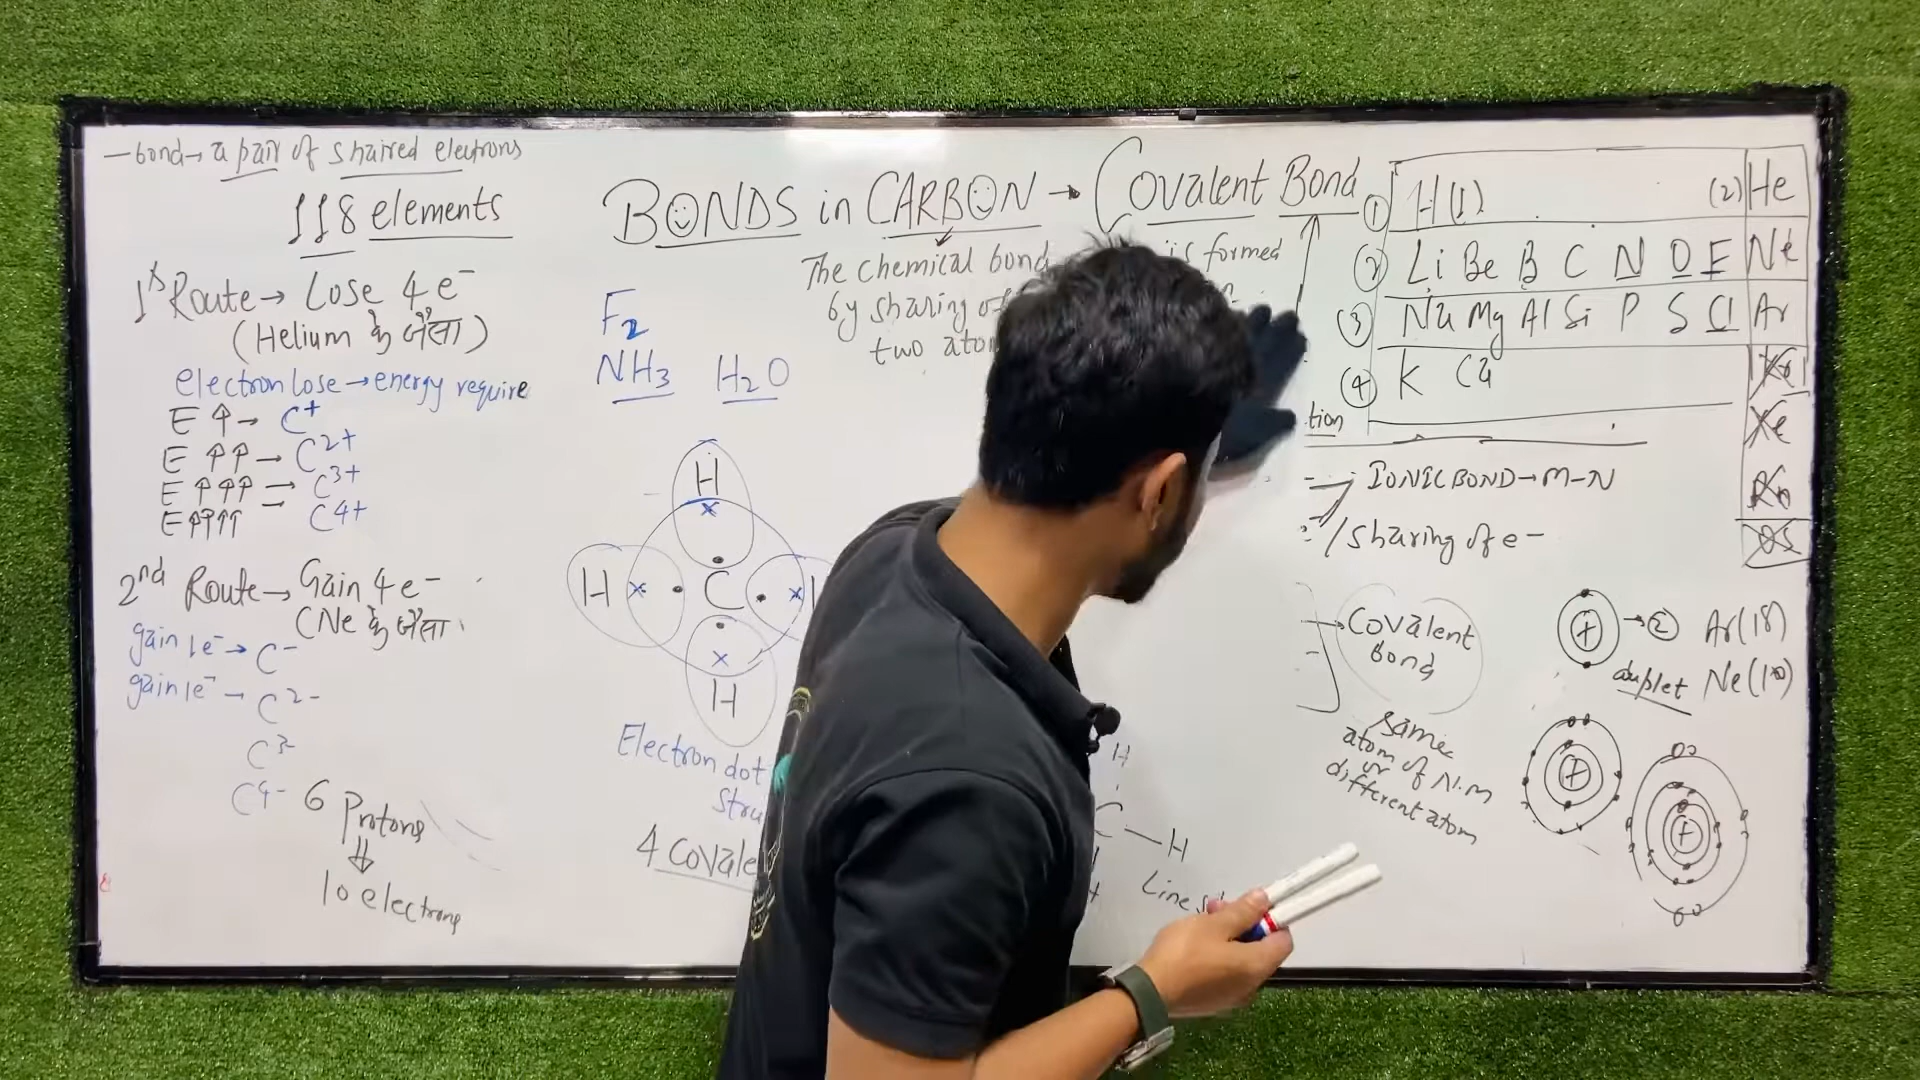 —bond→ a pair of shaired electrons
118 elements
1st Route → Lose 4e⁻
(Helium के जैसा)
electron lose → energy require
E ↑ → C⁺
E ↑↑ → C²⁺
E ↑↑↑ → C³⁺
E↑↑↑↑ C⁴⁺
2nd Route → Gain 4e⁻
(Ne के जैसा
gain 1e⁻ → C⁻
gain 1e⁻ → C²⁻
C³⁻
C⁴⁻
6 Protons
⇓
10 electrons
BONDS in CARBON → Covalent Bond
The chemical bond is formed
by sharing of
two atom
F₂
NH₃ H₂O
H
H C
H
Electron dot
Stru
4 Covale
H
C — H
Line
① H(1) (2) He
② Li Be B C N O F Ne
(3) Na Mg Al Si P S Cl Ar
(4) K Ca Kr
Xe
Rn
Os
tion
IONIC BOND → M-N
/sharing of e-
→ Covalent
Bond
Same
atom of N.M
or
different atom
+ → ② Ar(18)
duplet Ne(10)
+
+